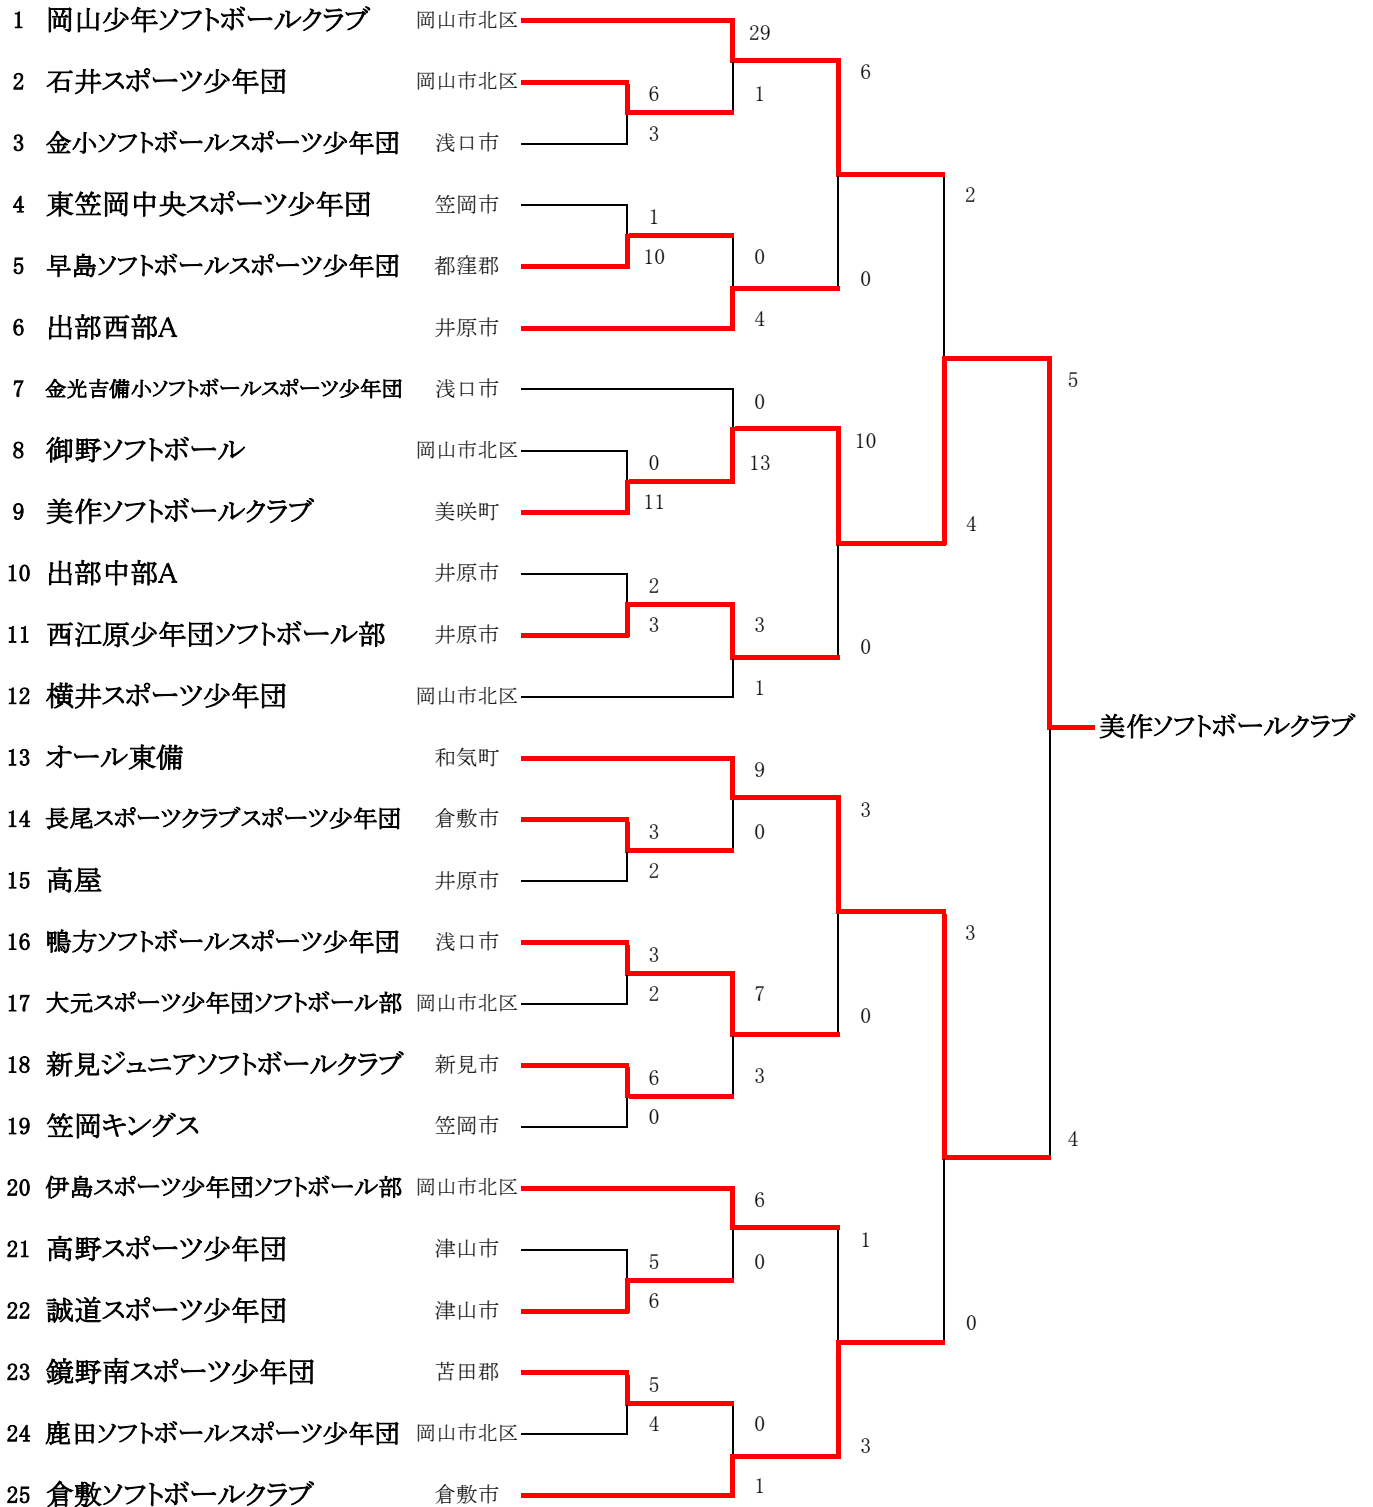 1 岡山少年ソフトボールクラブ 岡山市北区
29
6
2 石井スポーツ少年団 岡山市北区
6
1
3 金小ソフトボールスポーツ少年団 浅口市
3
4 東笠岡中央スポーツ少年団 笠岡市
1
2
5 早島ソフトボールスポーツ少年団 都窪郡
10
0
0
6 出部西部A 井原市
4
7 金光吉備小ソフトボールスポーツ少年団 浅口市
0
5
8 御野ソフトボール 岡山市北区
0
13
10
9 美作ソフトボールクラブ 美咲町
11
4
10 出部中部A 井原市
2
11 西江原少年団ソフトボール部 井原市
3
3
0
12 横井スポーツ少年団 岡山市北区
1
美作ソフトボールクラブ
13 オール東備 和気町
9
3
14 長尾スポーツクラブスポーツ少年団 倉敷市
3
0
15 高屋 井原市
2
16 鴨方ソフトボールスポーツ少年団 浅口市
3
3
17 大元スポーツ少年団ソフトボール部 岡山市北区
2
7
0
18 新見ジュニアソフトボールクラブ 新見市
6
3
19 笠岡キングス 笠岡市
0
4
20 伊島スポーツ少年団ソフトボール部 岡山市北区
6
1
21 高野スポーツ少年団 津山市
5
0
22 誠道スポーツ少年団 津山市
6
0
23 鏡野南スポーツ少年団 苫田郡
5
24 鹿田ソフトボールスポーツ少年団 岡山市北区
4
0
3
25 倉敷ソフトボールクラブ 倉敷市
1